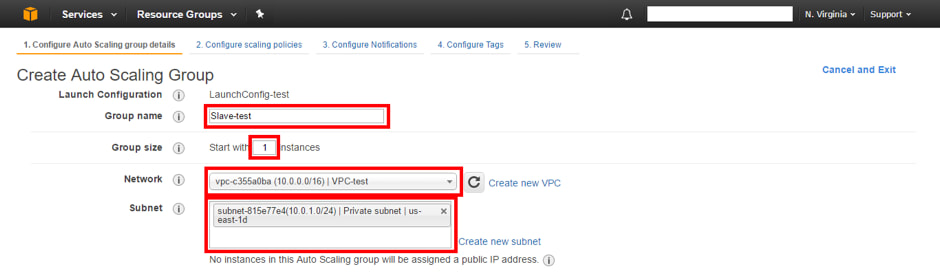 Services Resource Groups N. Virginia Support
1. Configure Auto Scaling group details 2. Configure scaling policies 3. Configure Notifications 4. Configure Tags 5. Review
Create Auto Scaling Group
Cancel and Exit
Launch Configuration LaunchConfig-test
Group name Slave-test
Group size Start with 1 instances
Network vpc-c355a0ba (10.0.0.0/16) | VPC-test Create new VPC
Subnet subnet-815e77e4(10.0.1.0/24) | Private subnet | us-
east-1d
Create new subnet
No instances in this Auto Scaling group will be assigned a public IP address.